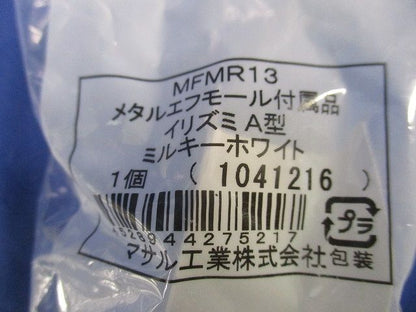 MFMR13
メタルエフモール付属品
イリズミ A型
ミルキーホワイト
1個 ( 1041216 )
44275217
プラ
マサル工業株式会社包装